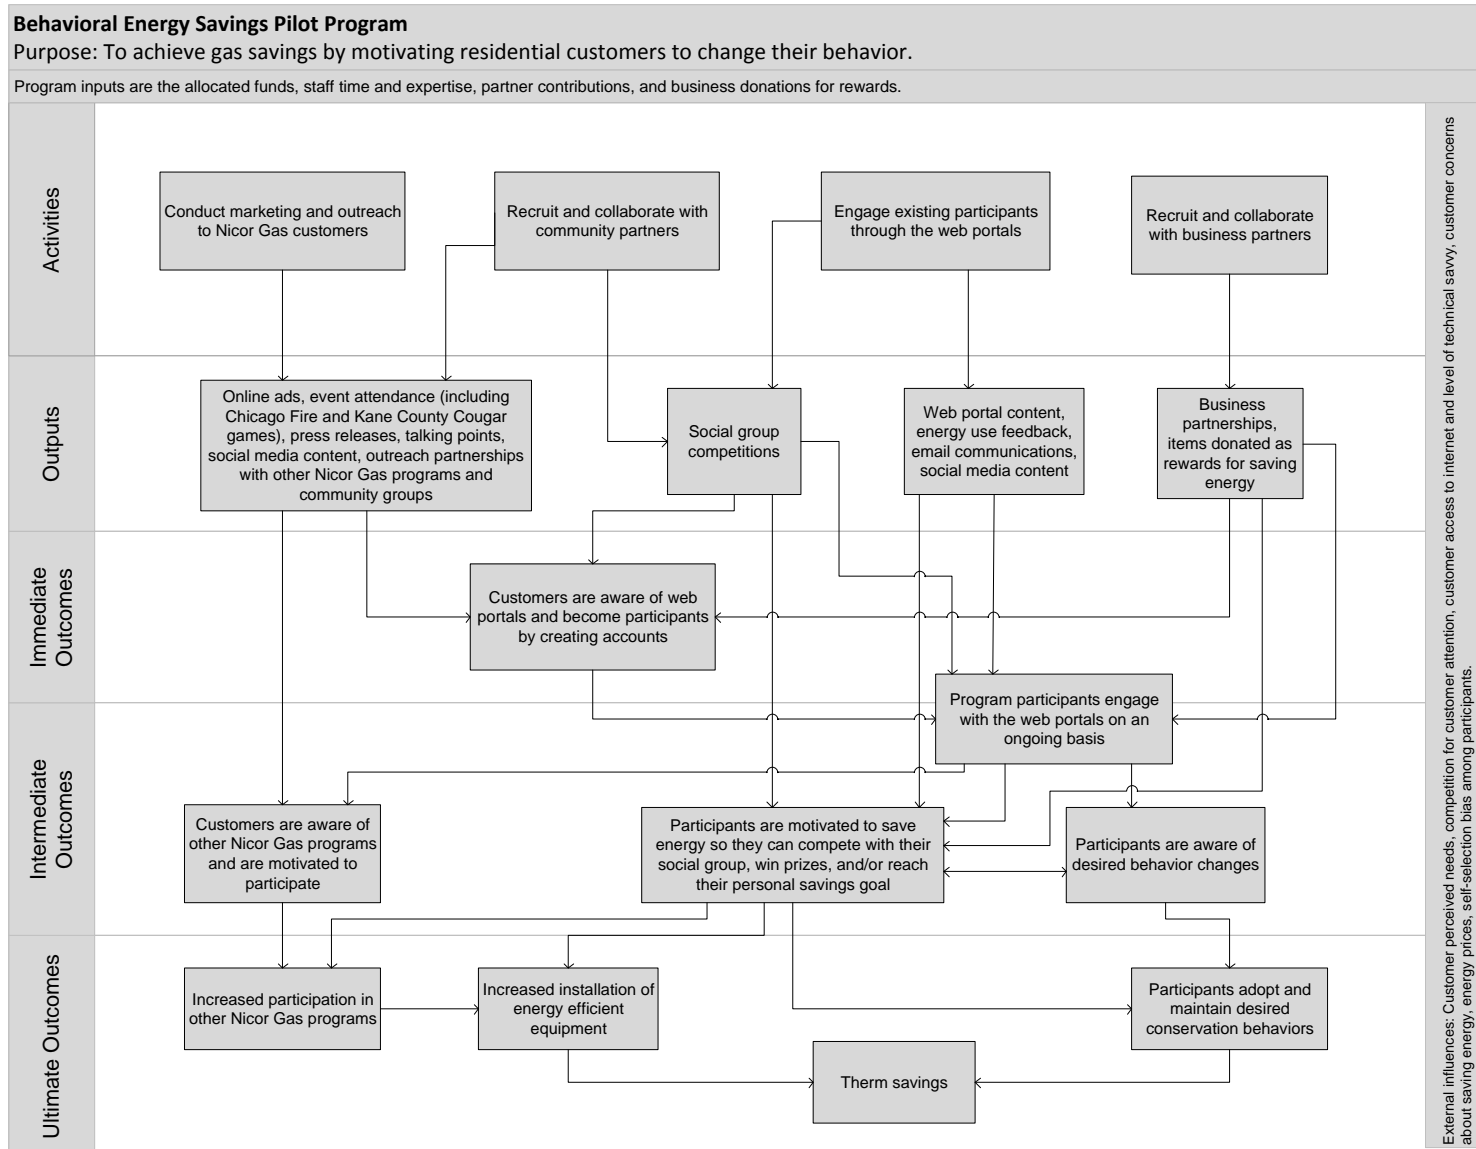 Behavioral Energy Savings Pilot Program
Purpose: To achieve gas savings by motivating residential customers to change their behavior.
Program inputs are the allocated funds, staff time and expertise, partner contributions, and business donations for rewards.
Activities
Conduct marketing and outreach
to Nicor Gas customers
Recruit and collaborate with
community partners
Engage existing participants
through the web portals
Recruit and collaborate
with business partners
Outputs
Online ads, event attendance (including
Chicago Fire and Kane County Cougar
games), press releases, talking points,
social media content, outreach partnerships
with other Nicor Gas programs and
community groups
Social group
competitions
Web portal content,
energy use feedback,
email communications,
social media content
Business
partnerships,
items donated as
rewards for saving
energy
Immediate
Outcomes
Customers are aware of web
portals and become participants
by creating accounts
Program participants engage
with the web portals on an
ongoing basis
Intermediate
Outcomes
Customers are aware of
other Nicor Gas programs
and are motivated to
participate
Participants are motivated to save
energy so they can compete with their
social group, win prizes, and/or reach
their personal savings goal
Participants are aware of
desired behavior changes
Ultimate Outcomes
Increased participation in
other Nicor Gas programs
Increased installation of
energy efficient
equipment
Participants adopt and
maintain desired
conservation behaviors
Therm savings
External influences: Customer perceived needs, competition for customer attention, customer access to internet and level of technical savvy, customer concerns
about saving energy, energy prices, self-selection bias among participants.